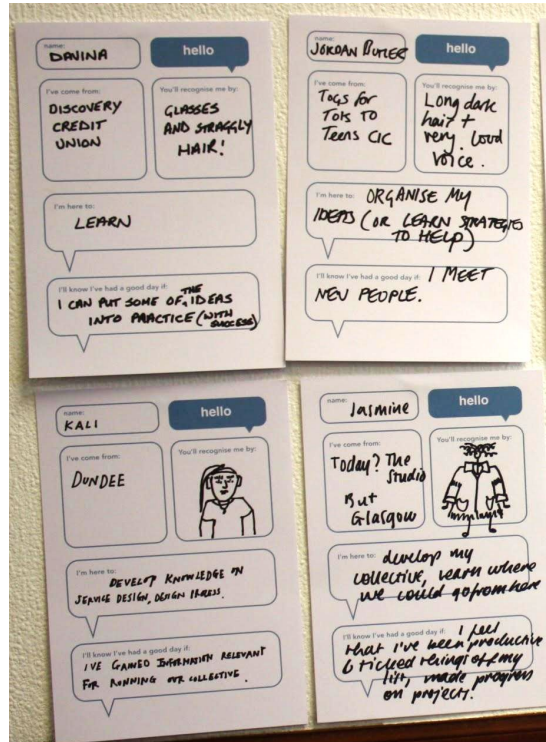 name:
DANINA
hello
I've come from:
DISCOVERY
CREDIT
UNION
You'll recognise me by:
GLASSES
AND STRAGGLY
HAIR!
I'm here to:
LEARN
I'll know I've had a good day if:
I CAN PUT SOME OF THE IDEAS
INTO PRACTICE (WITH
SUCCESS)
name:
JORDAN BUTLER
hello
I've come from:
Togs for
Tots TO
Teens CIC
You'll recognise me by:
Long dark
hair +
very loud
voice.
I'm here to: ORGANISE MY
IDEAS (OR LEARN STRATEGIES
TO HELP)
I'll know I've had a good day if: I MEET
NEW PEOPLE.
name:
KALI
hello
I've come from:
DUNDEE
You'll recognise me by:
I'm here to:
DEVELOP KNOWLEDGE ON
SERVICE DESIGN, DESIGN
I'll know I've had a good day if:
I'VE GAINED INFORMATION RELEVANT
FOR RUNNING OUR COLLECTIVE.
name:
Jasmine
hello
I've come from:
Today? The
Studio
But
Glasgow
You'll recognise me by:
I'm here to: develop my
collective, learn where
we could go from here
I'll know I've had a good day if: I feel
that I've been productive
& ticked things off my
list, made progress
on projects!